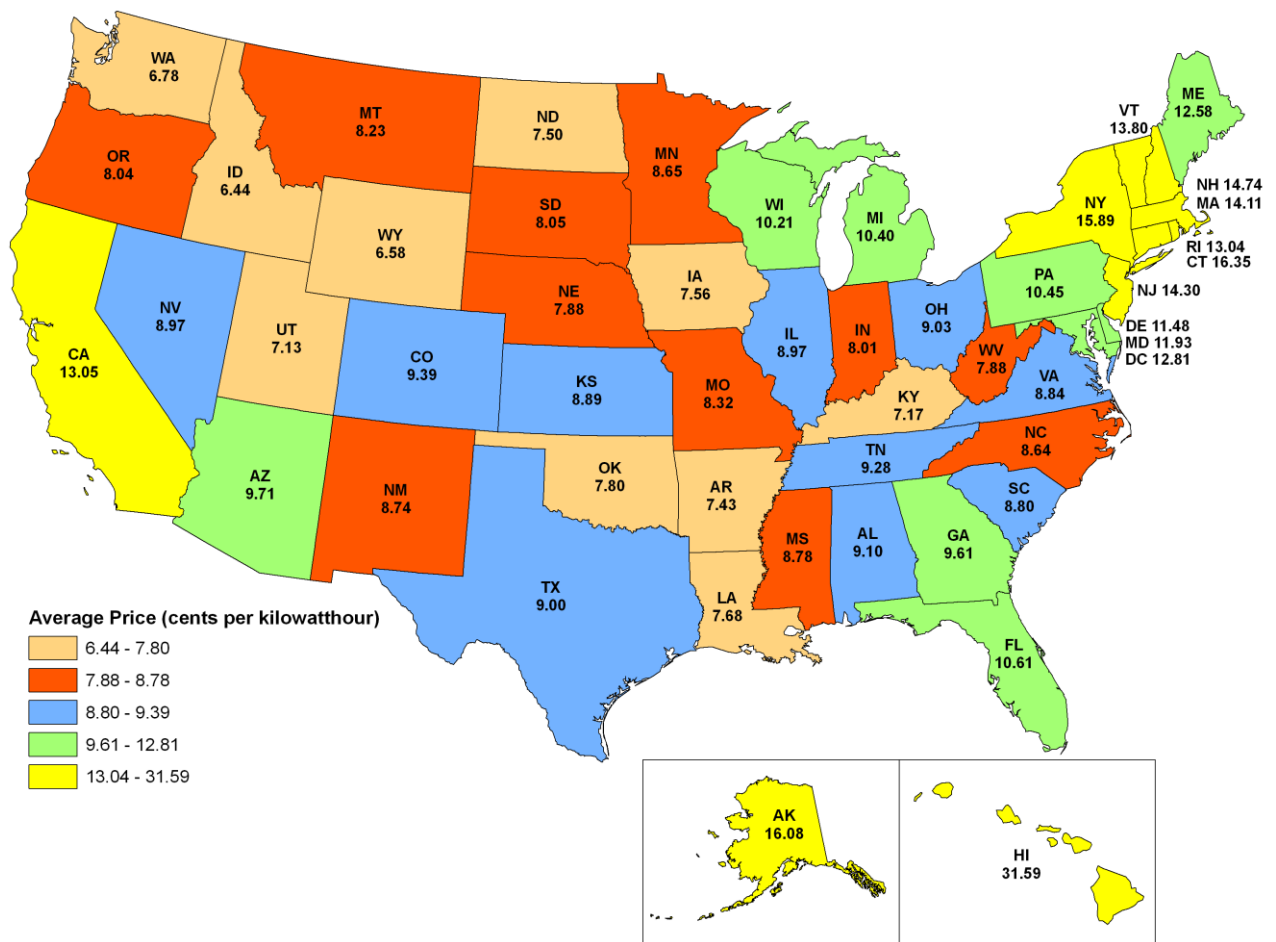 WA
6.78
MT
8.23
ND
7.50
MN
8.65
OR
8.04
ID
6.44
SD
8.05
WY
6.58
WI
10.21
MI
10.40
VT
13.80
ME
12.58
NY
15.89
NH 14.74
MA 14.11
RI 13.04
CT 16.35
NJ 14.30
PA
10.45
DE 11.48
MD 11.93
DC 12.81
IA
7.56
NE
7.88
NV
8.97
UT
7.13
CA
13.05
CO
9.39
KS
8.89
MO
8.32
IL
8.97
IN
8.01
OH
9.03
WV
7.88
VA
8.84
KY
7.17
NC
8.64
TN
9.28
SC
8.80
AZ
9.71
NM
8.74
OK
7.80
AR
7.43
MS
8.78
AL
9.10
GA
9.61
TX
9.00
LA
7.68
FL
10.61
Average Price (cents per kilowatthour)
6.44 - 7.80
7.88 - 8.78
8.80 - 9.39
9.61 - 12.81
13.04 - 31.59
AK
16.08
HI
31.59